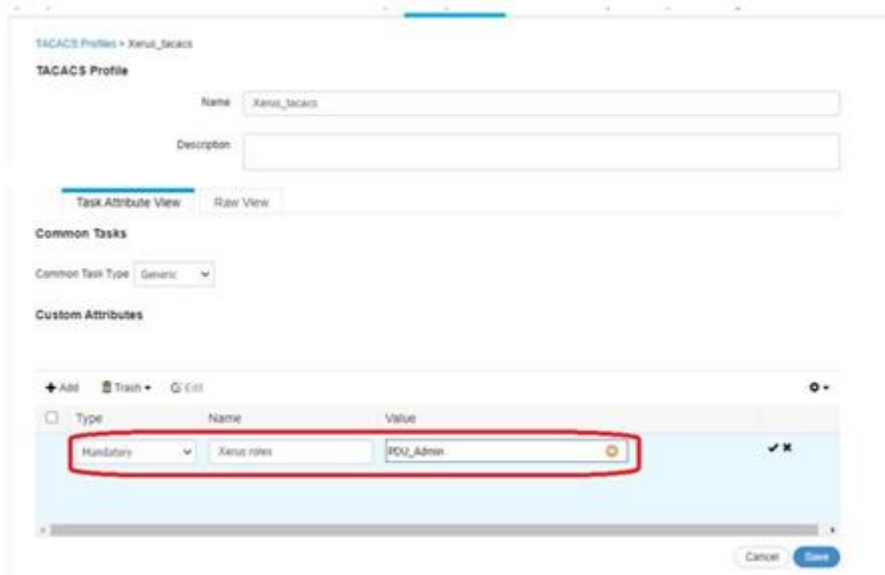 TACACS Profiles > Xerus_tacacs
TACACS Profile
Name Xerus_tacacs
Description
Task Attribute View Raw View
Common Tasks
Common Task Type Generic
Custom Attributes
Add Trash Edit
Type Name Value
Mandatory Xerus roles PDU_Admin
Cancel Save